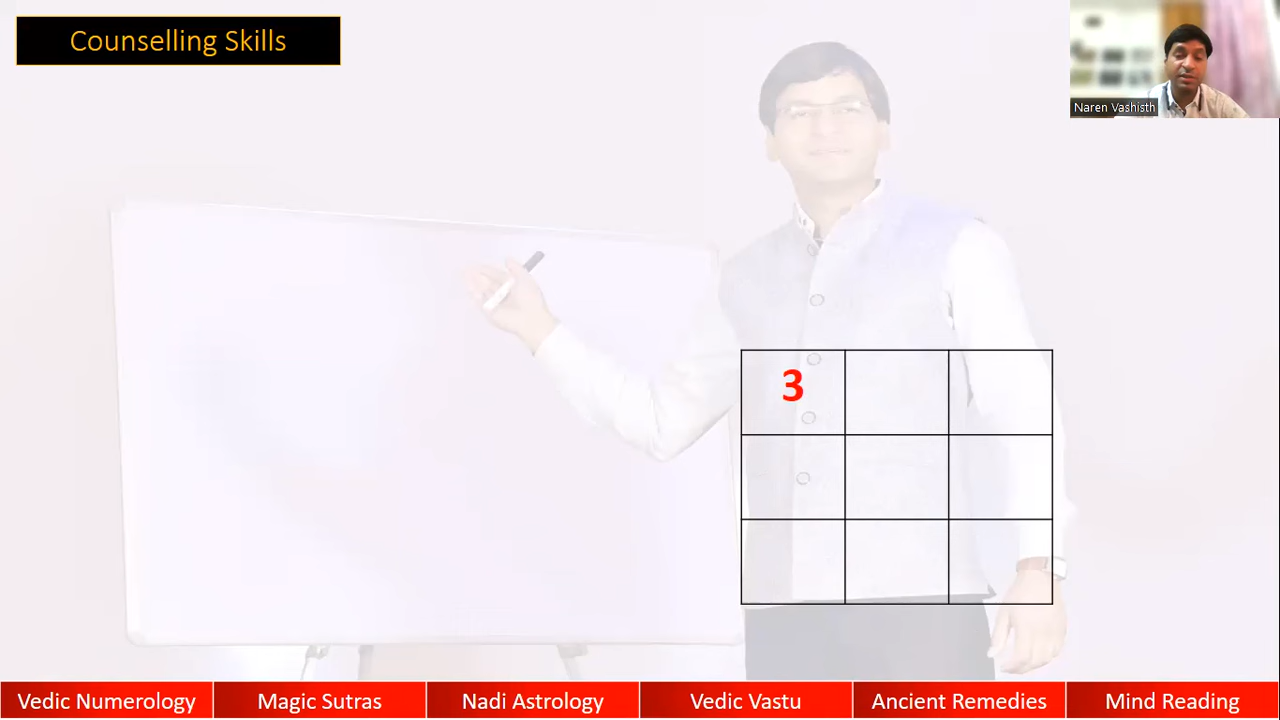 Counselling Skills
Naren Vashisth
3
Vedic Numerology
Magic Sutras
Nadi Astrology
Vedic Vastu
Ancient Remedies
Mind Reading